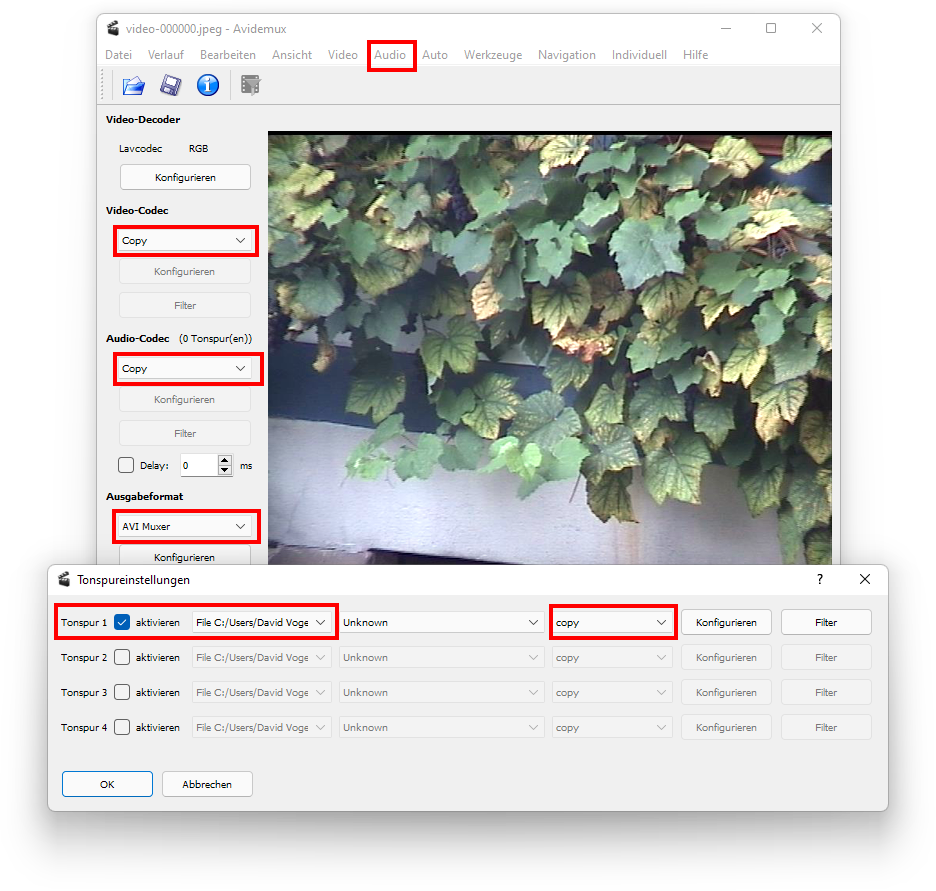 video-000000.jpeg - Avidemux
Datei Verlauf Bearbeiten Ansicht Video Audio Auto Werkzeuge Navigation Individuell Hilfe
Video-Decoder
Lavcodec RGB
Konfigurieren
Video-Codec
Copy
Konfigurieren
Filter
Audio-Codec (0 Tonspur(en))
Copy
Konfigurieren
Filter
Delay: 0 ms
Ausgabeformat
AVI Muxer
Konfigurieren
Tonspureinstellungen ?
Tonspur 1 aktivieren File C:/Users/David Voge Unknown copy Konfigurieren Filter
Tonspur 2 aktivieren File C:/Users/David Voge Unknown copy Konfigurieren Filter
Tonspur 3 aktivieren File C:/Users/David Voge Unknown copy Konfigurieren Filter
Tonspur 4 aktivieren File C:/Users/David Voge Unknown copy Konfigurieren Filter
OK Abbrechen